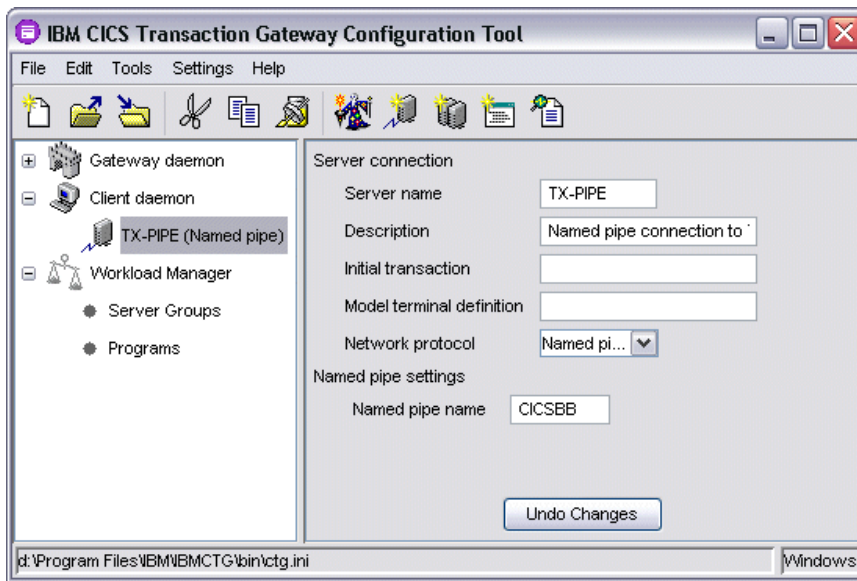 IBM CICS Transaction Gateway Configuration Tool
File Edit Tools Settings Help
Gateway daemon
Client daemon
TX-PIPE (Named pipe)
Workload Manager
Server Groups
Programs
Server connection
Server name TX-PIPE
Description Named pipe connection to
Initial transaction
Model terminal definition
Network protocol Named pi...
Named pipe settings
Named pipe name CICSBB
Undo Changes
d:\Program Files\IBM\IBMCTG\bin\ctg.ini Windows